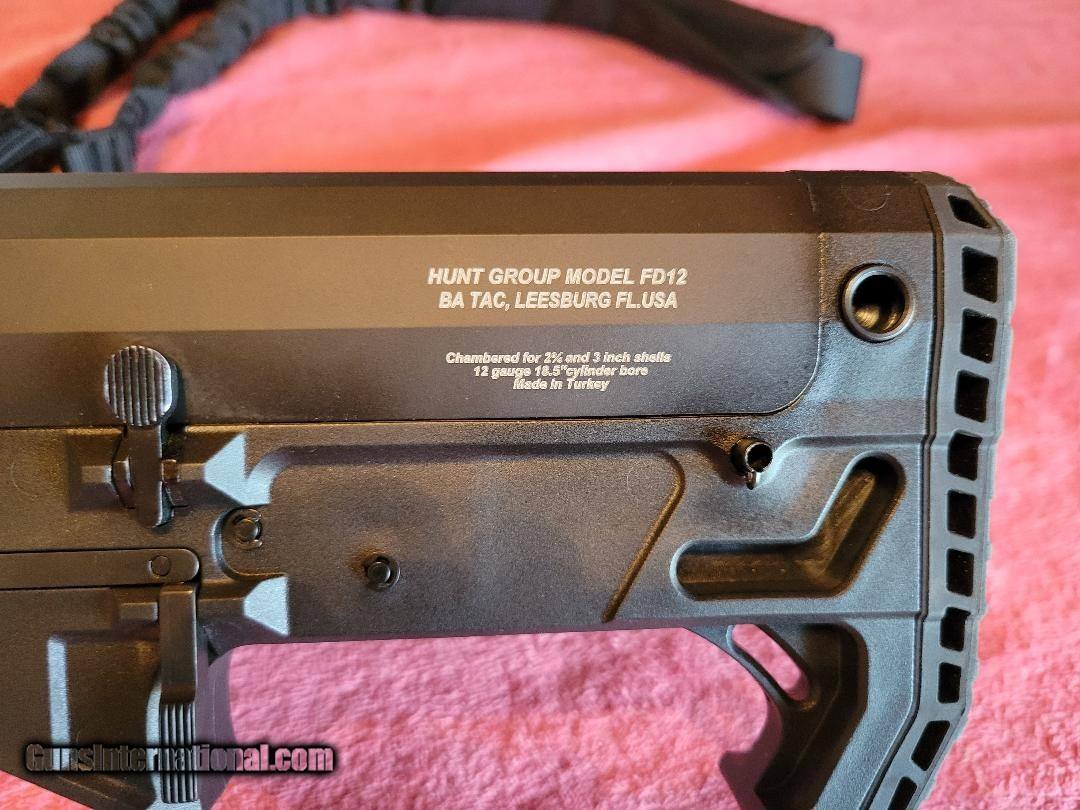 HUNT GROUP MODEL FD12
BA TAC, LEESBURG FL.USA
Chambered for 2¾ and 3 inch shells
12 gauge 18.5"cylinder bore
Made in Turkey
GunsInternational.com